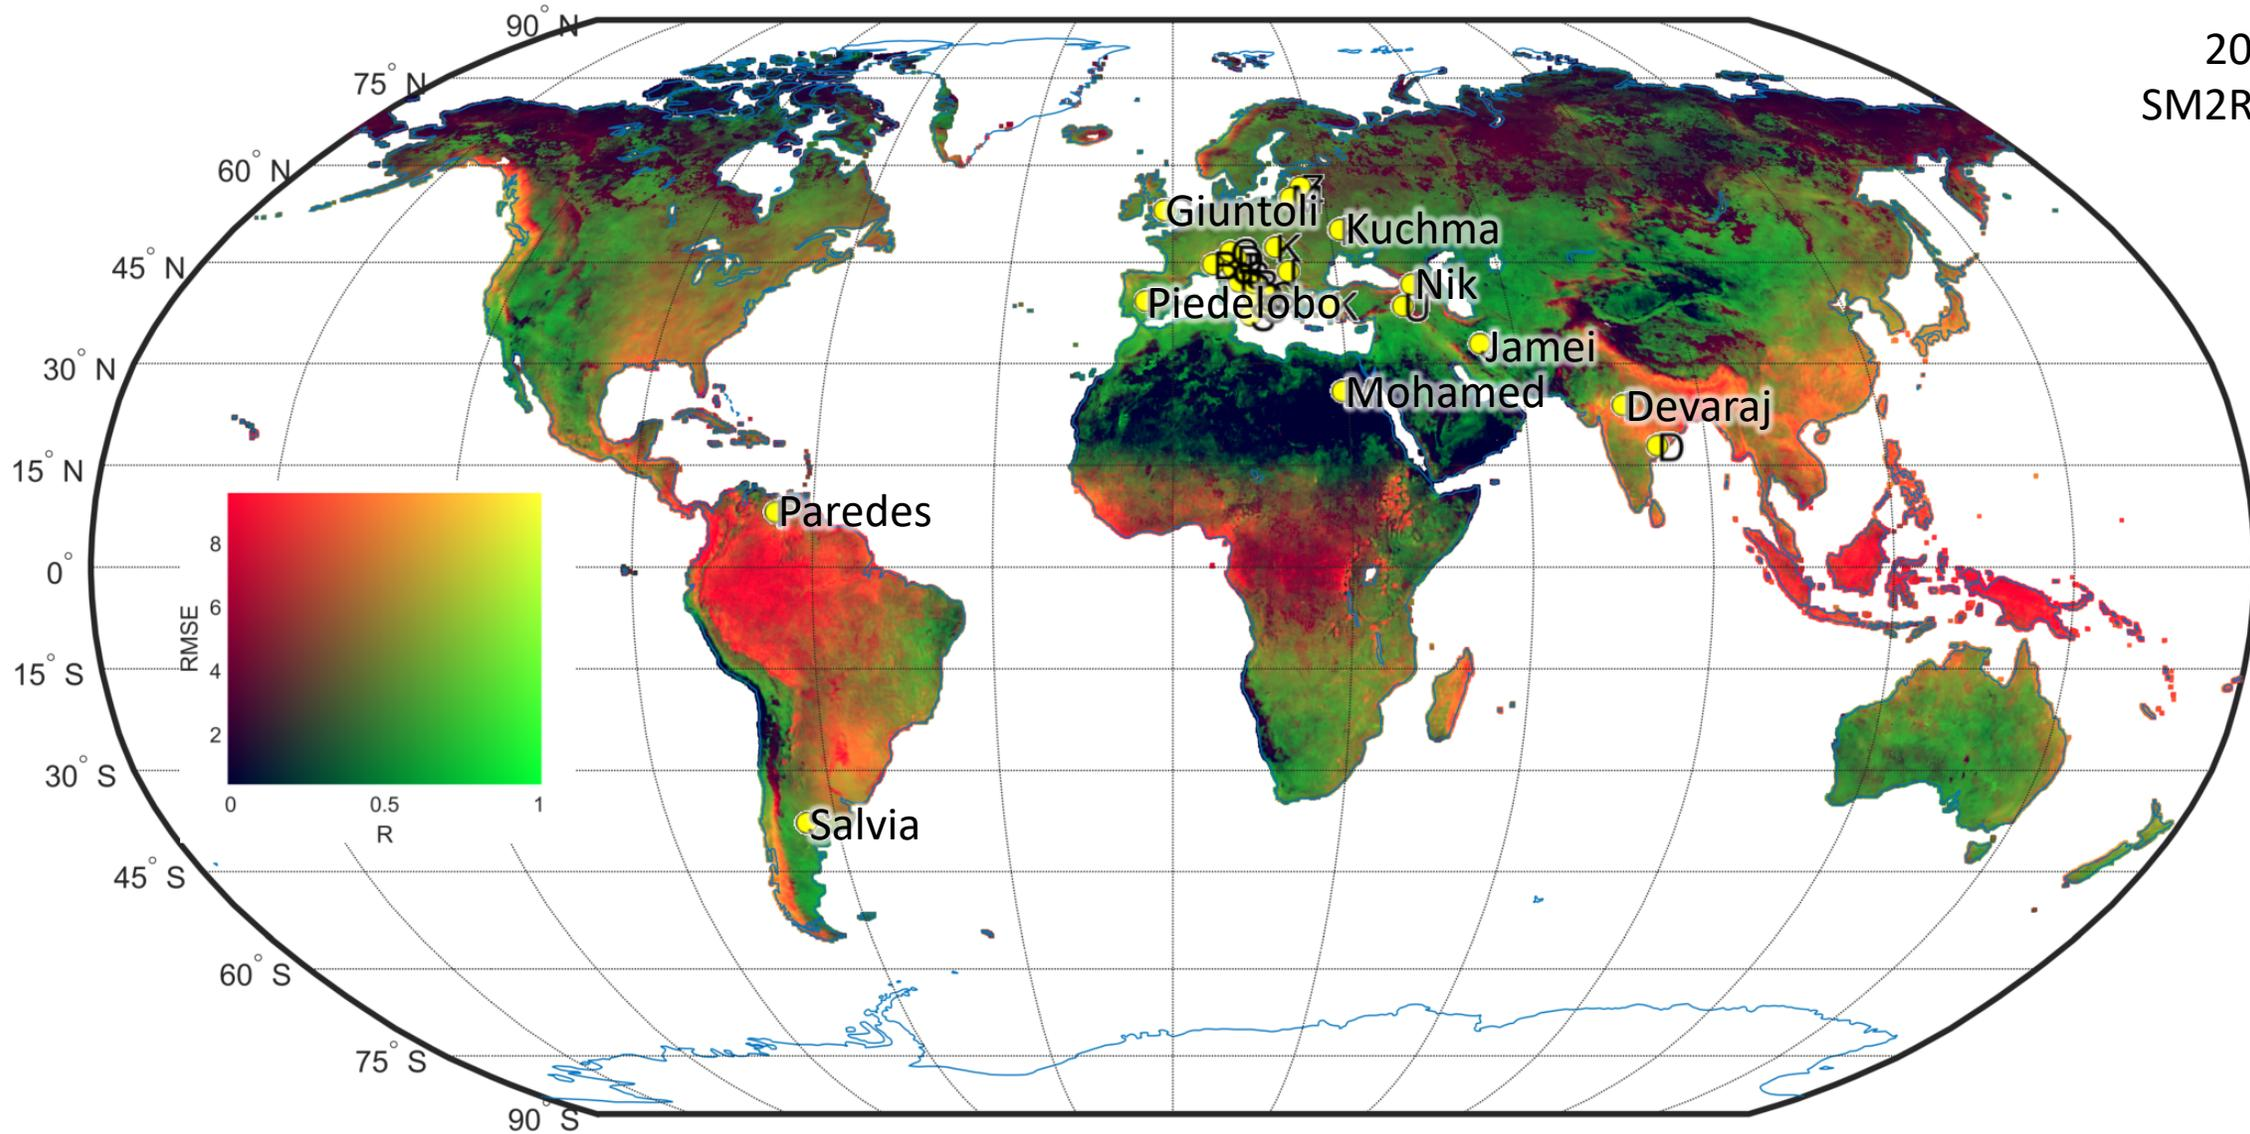 90° N
20
75° N
SM2R
60° N
Giuntoli
Kuchma
K
45° N
Nik
Piedelobo
K
U
Jamei
30° N
Mohamed
Devaraj
D
15° N
Paredes
8
0°
6
RMSE
4
15° S
2
30° S
0 0.5 1
R
Salvia
45° S
60° S
75° S
90° S